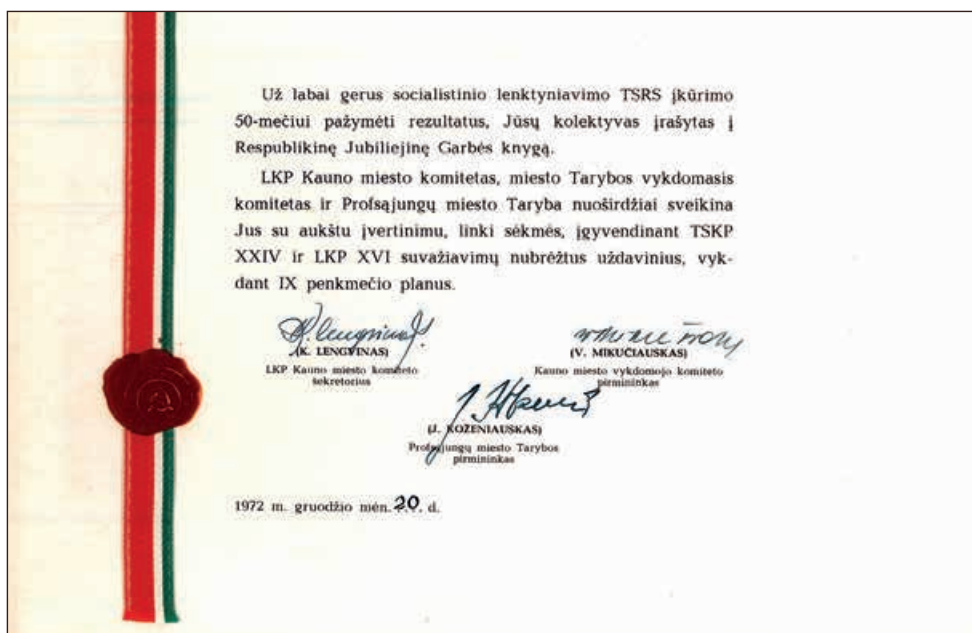 Už labai gerus socialistinio lenktyniavimo TSRS įkūrimo
50-mečiui pažymėti rezultatus, Jūsų kolektyvas įrašytas į
Respublikinę Jubiliejinę Garbės knygą.
LKP Kauno miesto komitetas, miesto Tarybos vykdomasis
komitetas ir Profsąjungų miesto Taryba nuoširdžiai sveikina
Jus su aukštu įvertinimu, linki sėkmės, įgyvendinant TSKP
XXIV ir LKP XVI suvažiavimų nubrėžtus uždavinius, vyk-
dant IX penkmečio planus.
(K. LENGVINAS)
LKP Kauno miesto komiteto
sekretorius
(V. MIKUČIAUSKAS)
Kauno miesto vykdomojo komiteto
pirmininkas
(J. KOŽENIAUSKAS)
Profsąjungų miesto Tarybos
pirmininkas
1972 m. gruodžio mėn. 20. d.